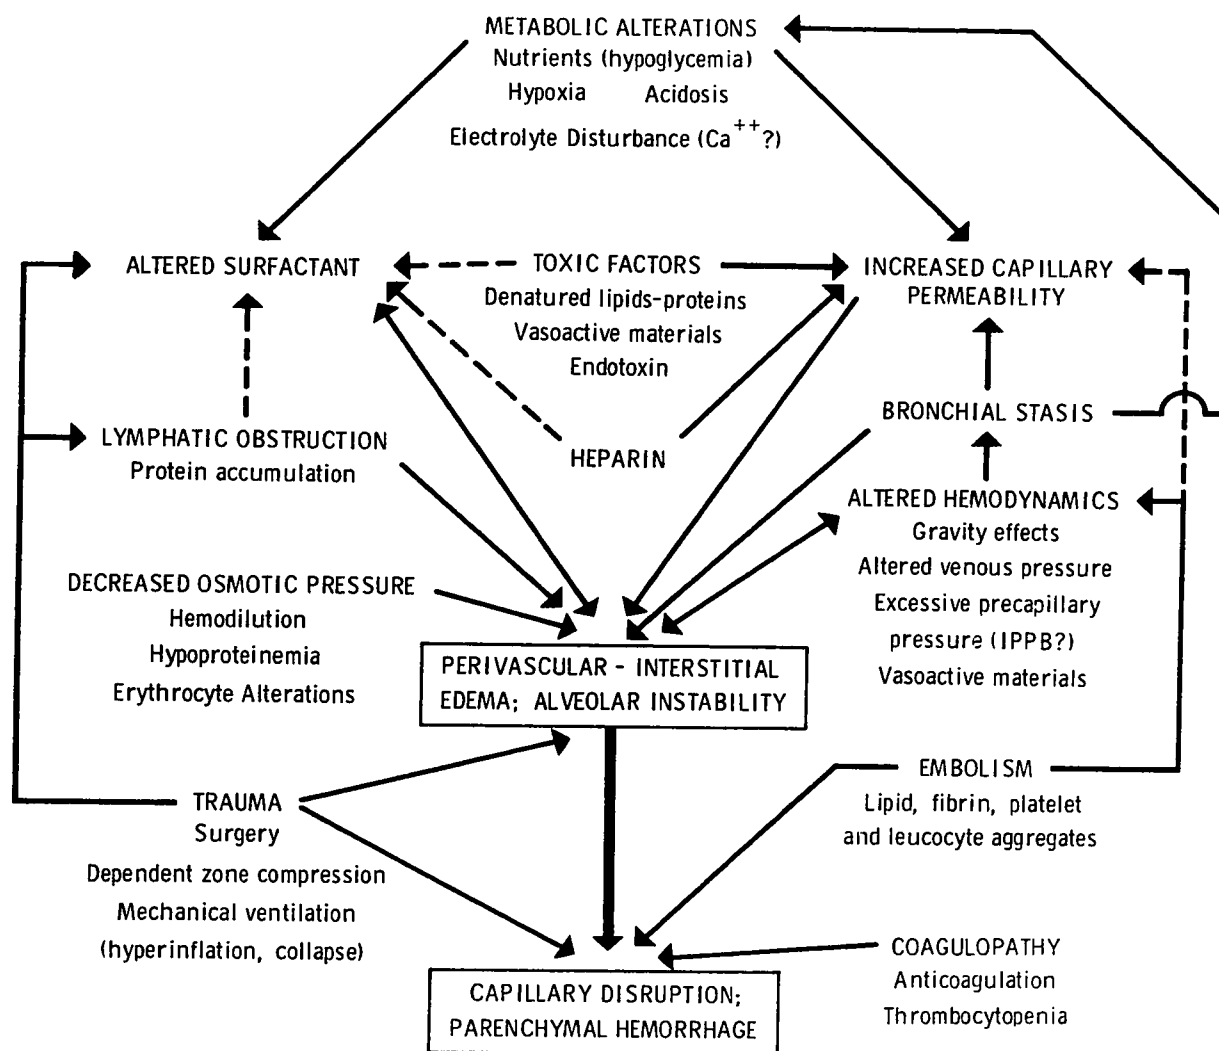 METABOLIC ALTERATIONS
Nutrients (hypoglycemia)
Hypoxia Acidosis
Electrolyte Disturbance (Ca++?)
ALTERED SURFACTANT
TOXIC FACTORS
Denatured lipids-proteins
Vasoactive materials
Endotoxin
INCREASED CAPILLARY
PERMEABILITY
BRONCHIAL STASIS
LYMPHATIC OBSTRUCTION
Protein accumulation
HEPARIN
ALTERED HEMODYNAMICS
Gravity effects
Altered venous pressure
Excessive precapillary
pressure (IPPB?)
Vasoactive materials
DECREASED OSMOTIC PRESSURE
Hemodilution
Hypoproteinemia
Erythrocyte Alterations
PERIVASCULAR - INTERSTITIAL
EDEMA; ALVEOLAR INSTABILITY
TRAUMA
Surgery
Dependent zone compression
Mechanical ventilation
(hyperinflation, collapse)
EMBOLISM
Lipid, fibrin, platelet
and leucocyte aggregates
COAGULOPATHY
Anticoagulation
Thrombocytopenia
CAPILLARY DISRUPTION;
PARENCHYMAL HEMORRHAGE